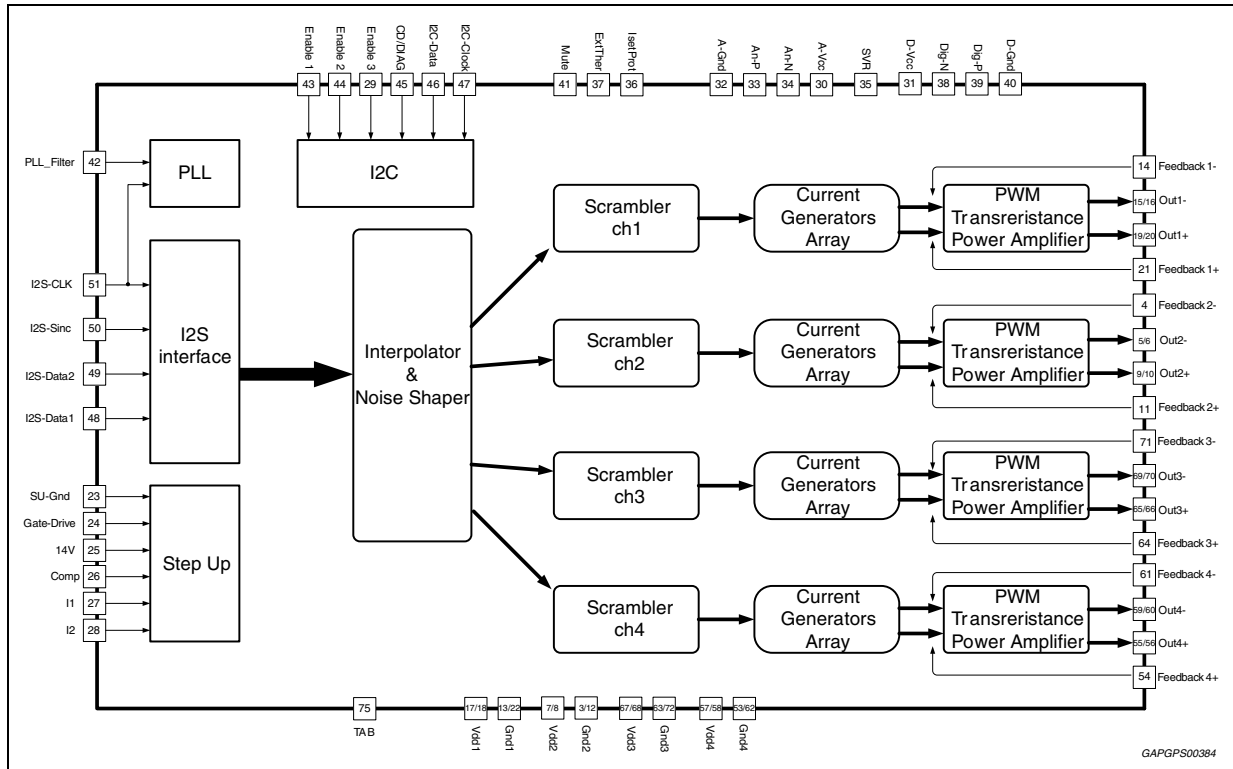 Enable 1
Enable 2
Enable 3
CD/DIAG
I2C-Data
I2C-Clock
Mute
ExtTher
IsetProt
A-Gnd
An-P
An-N
A-Vcc
SVR
D-Vcc
Dig-N
Dig-P
D-Gnd
43
44
29
45
46
47
41
37
36
32
33
34
30
35
31
38
39
40
PLL_Filter
42
PLL
I2C
I2S-CLK
51
I2S-Sinc
50
I2S-Data2
49
I2S-Data1
48
I2S
interface
SU-Gnd
23
Gate-Drive
24
14V
25
Comp
26
I1
27
I2
28
Step Up
Interpolator
&
Noise Shaper
Scrambler
ch1
Current
Generators
Array
PWM
Transreristance
Power Amplifier
14
Feedback 1-
15/16
Out1-
19/20
Out1+
21
Feedback 1+
Scrambler
ch2
Current
Generators
Array
PWM
Transreristance
Power Amplifier
4
Feedback 2-
5/6
Out2-
9/10
Out2+
11
Feedback 2+
Scrambler
ch3
Current
Generators
Array
PWM
Transreristance
Power Amplifier
71
Feedback 3-
69/70
Out3-
65/66
Out3+
64
Feedback 3+
Scrambler
ch4
Current
Generators
Array
PWM
Transreristance
Power Amplifier
61
Feedback 4-
59/60
Out4-
55/56
Out4+
54
Feedback 4+
75
17/18
13/22
7/8
3/12
67/68
63/72
57/58
53/62
TAB
Vdd1
Gnd1
Vdd2
Gnd2
Vdd3
Gnd3
Vdd4
Gnd4
GAPGPS00384